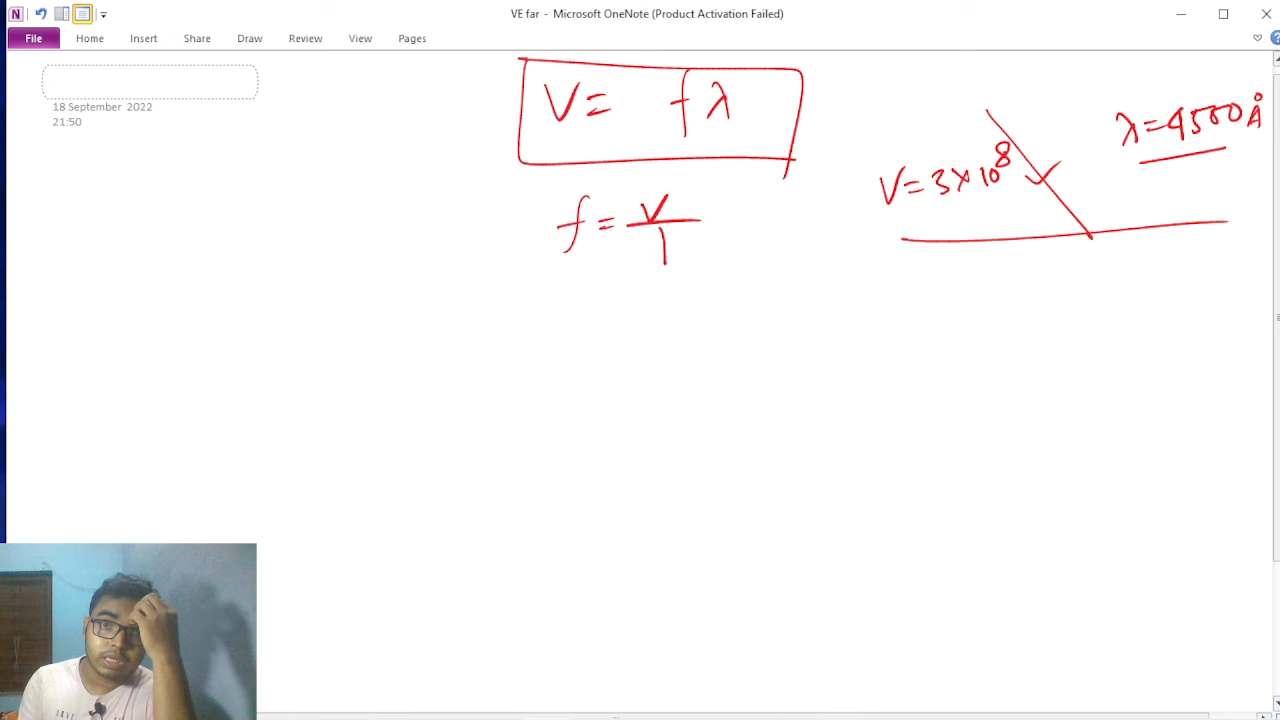 VE far - Microsoft OneNote (Product Activation Failed)
File Home Insert Share Draw Review View Pages
18 September 2022
21:50
V = fλ
λ=4500Å
V=3×10⁸
f = V